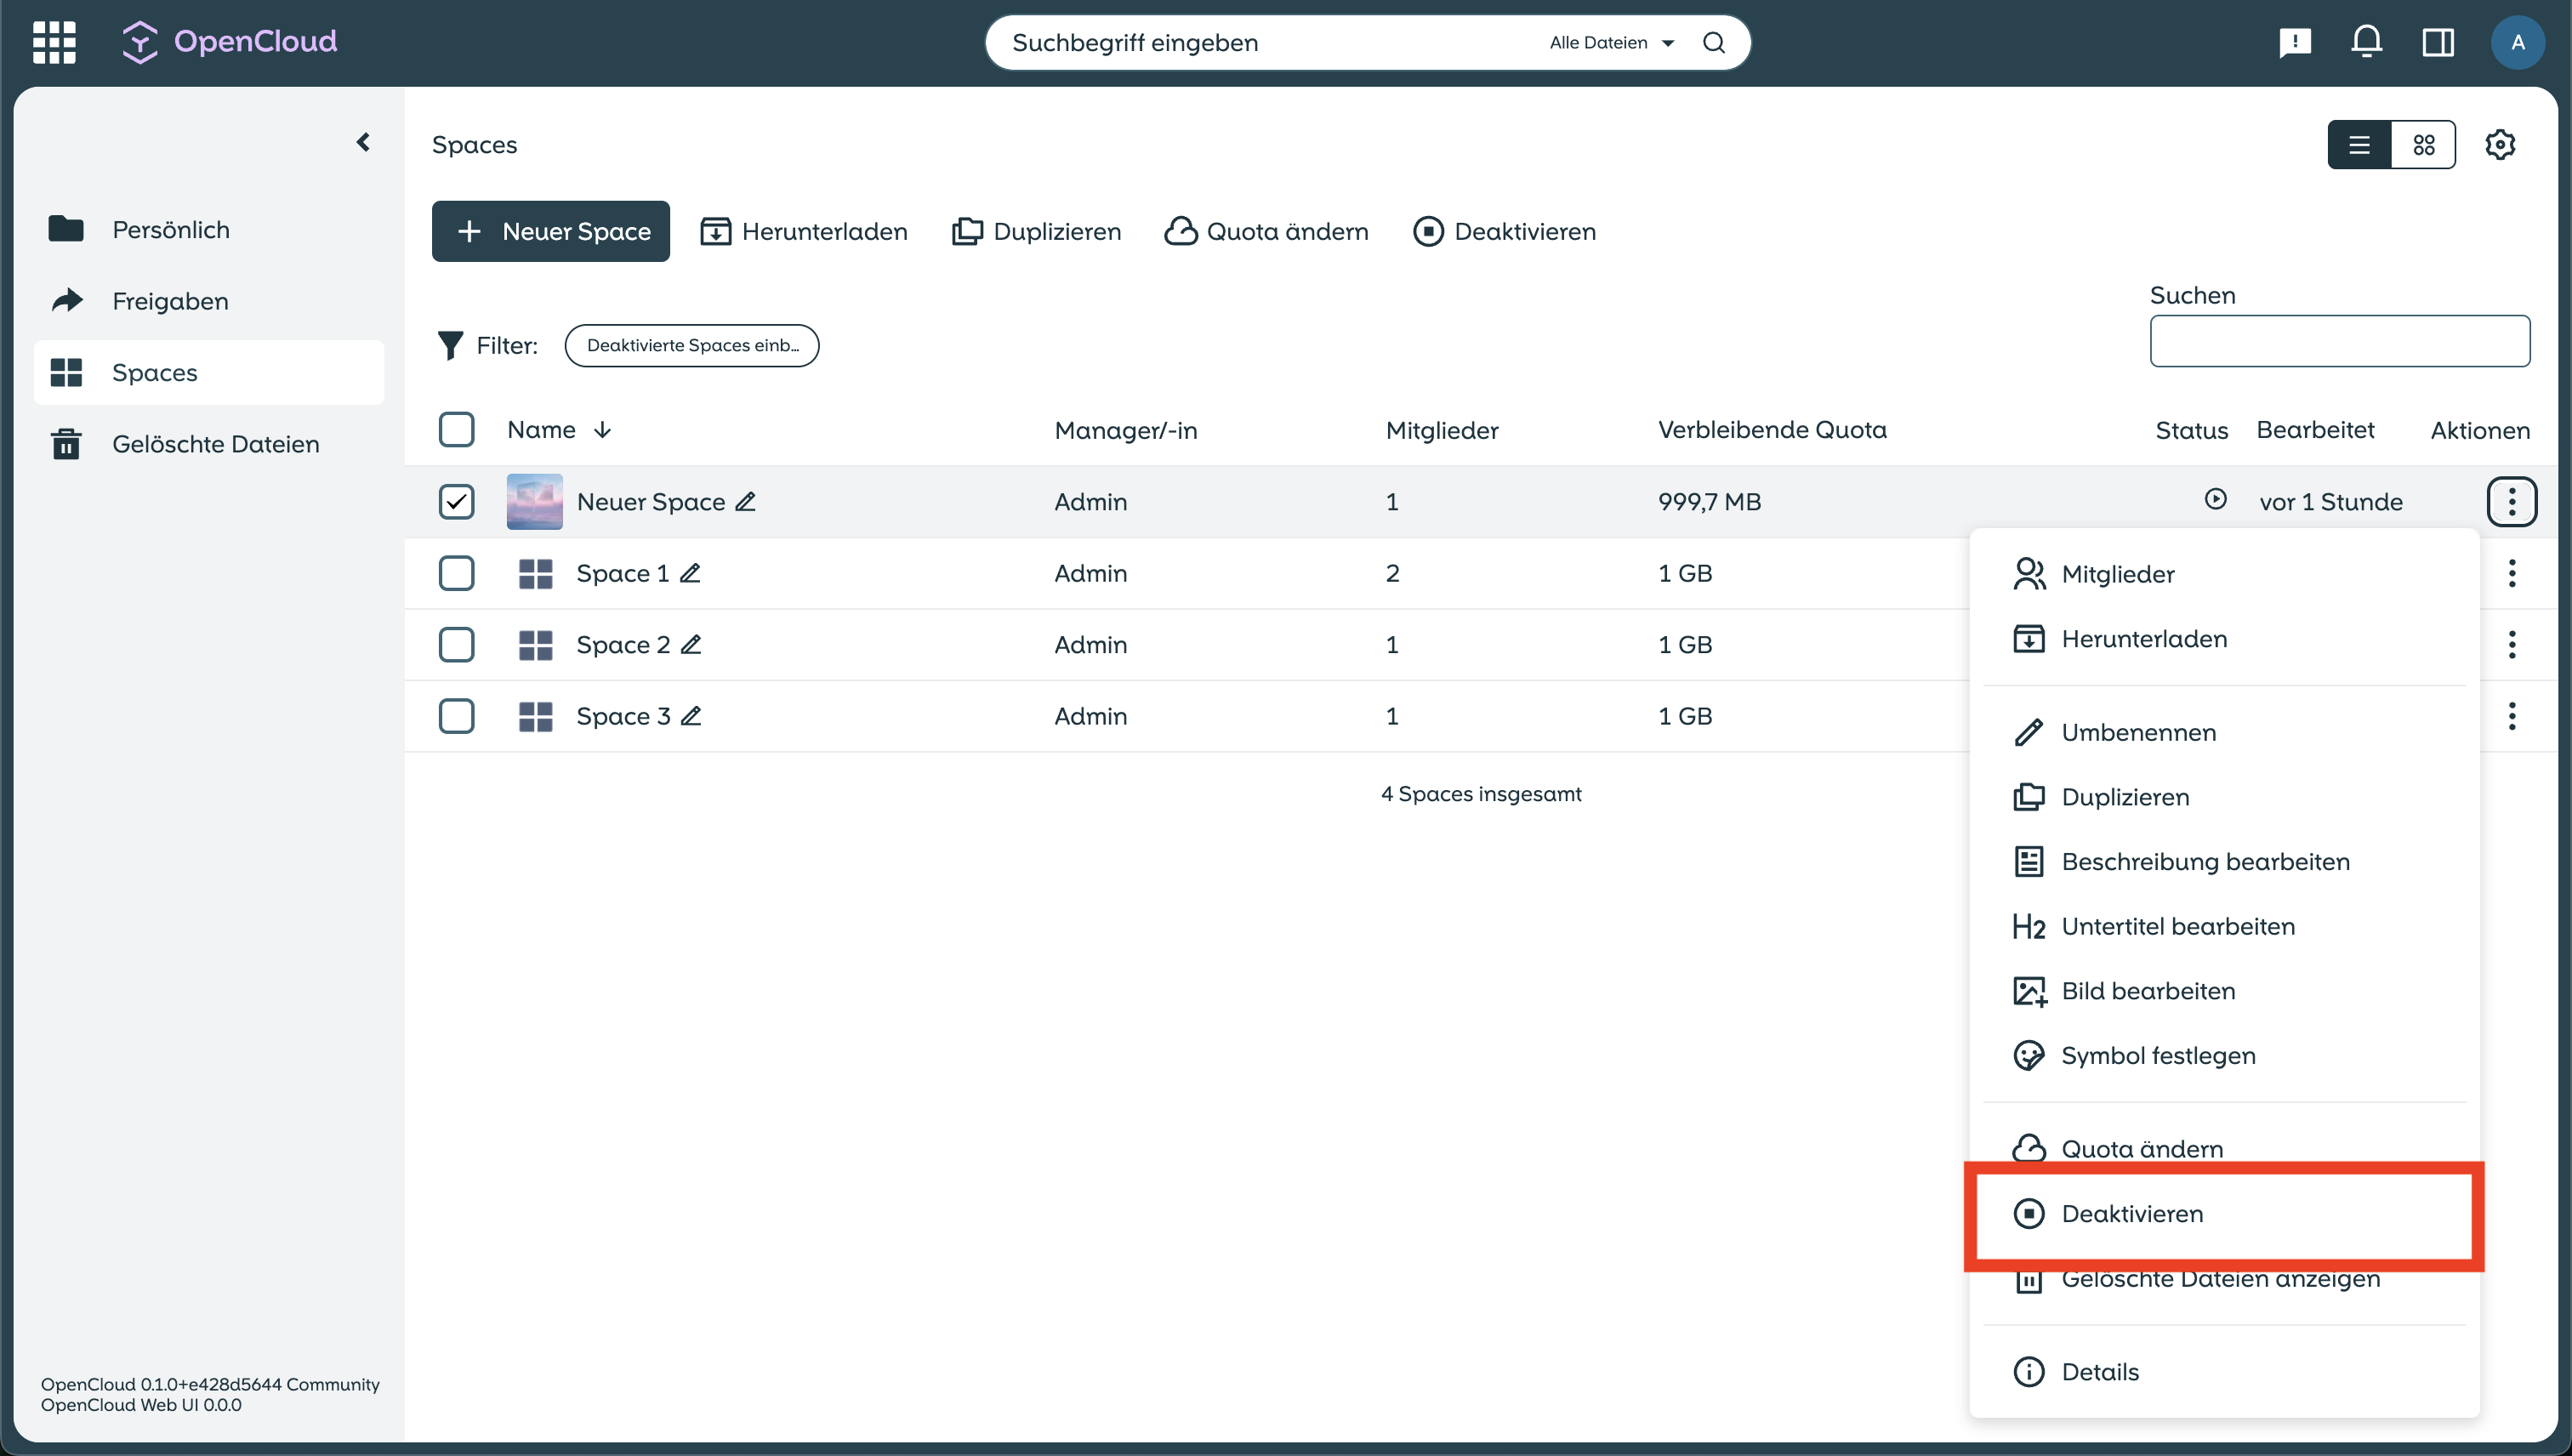 OpenCloud
Suchbegriff eingeben
Alle Dateien
A
Spaces
Persönlich
Freigaben
Spaces
Gelöschte Dateien
Neuer Space
Herunterladen
Duplizieren
Quota ändern
Deaktivieren
Suchen
Filter:
Deaktivierte Spaces einb...
Name Manager/-in Mitglieder Verbleibende Quota Status Bearbeitet Aktionen
Neuer Space Admin 1 999,7 MB vor 1 Stunde
Space 1 Admin 2 1 GB
Space 2 Admin 1 1 GB
Space 3 Admin 1 1 GB
4 Spaces insgesamt
Mitglieder
Herunterladen
Umbenennen
Duplizieren
Beschreibung bearbeiten
H2 Untertitel bearbeiten
Bild bearbeiten
Symbol festlegen
Quota ändern
Deaktivieren
Gelöschte Dateien anzeigen
Details
OpenCloud 0.1.0+e428d5644 Community
OpenCloud Web UI 0.0.0